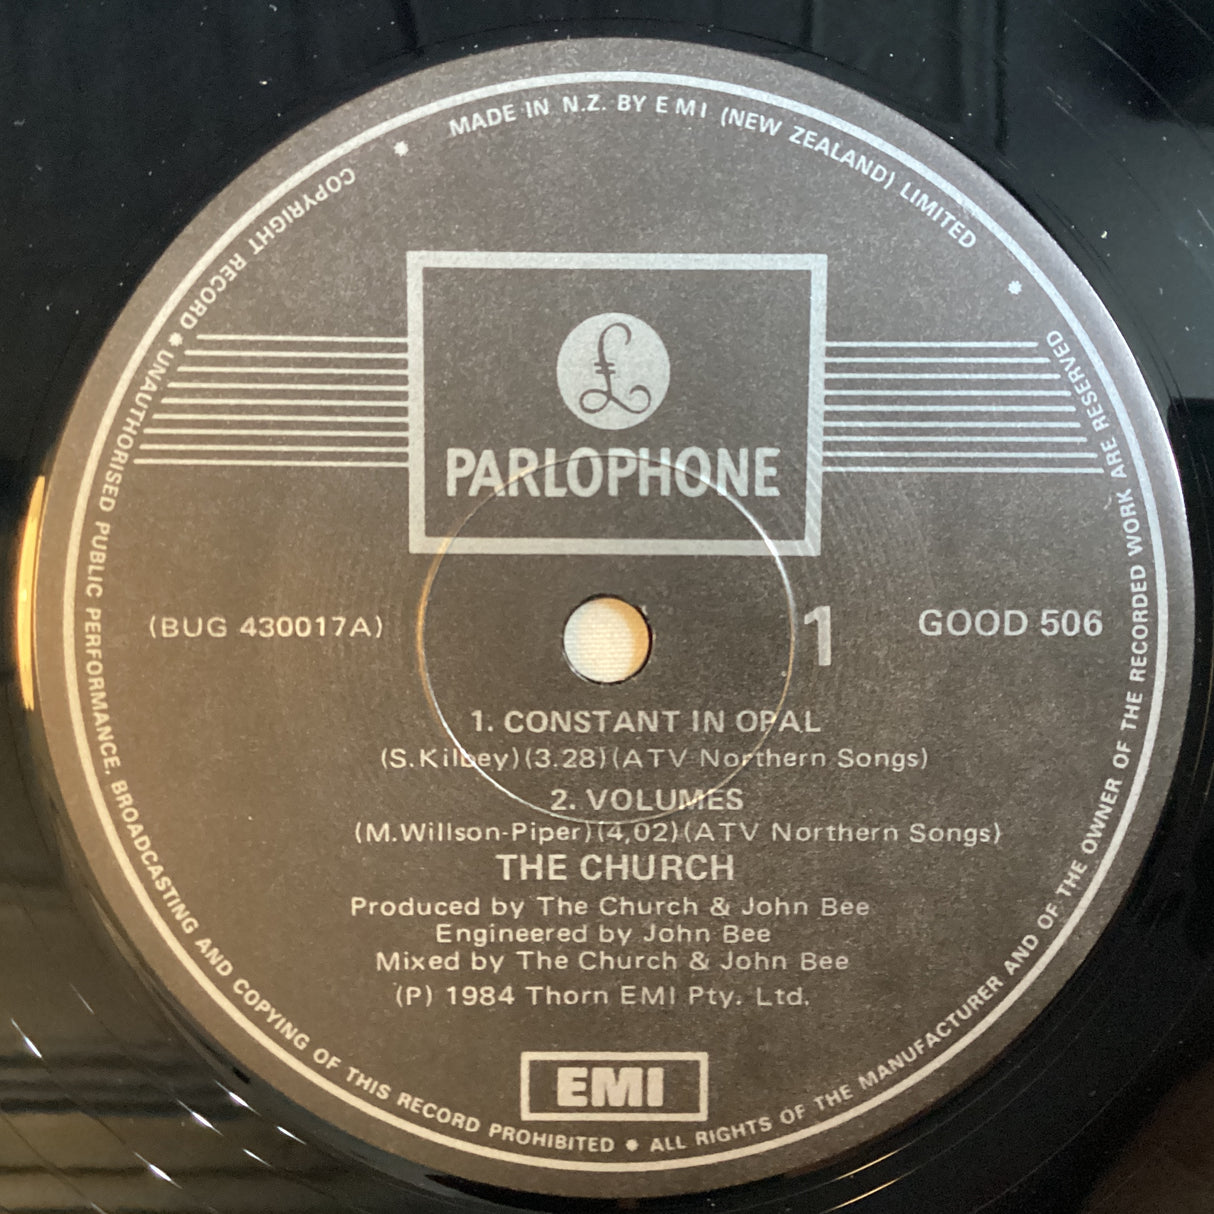 MADE IN N.Z. BY EMI (NEW ZEALAND) LIMITED
£
PARLOPHONE
(BUG 430017A)
1
GOOD 506
1. CONSTANT IN OPAL
(S.Kilbey)(3.28)(ATV Northern Songs)
2. VOLUMES
(M.Willson-Piper)(4,02)(ATV Northern Songs)
THE CHURCH
Produced by The Church & John Bee
Engineered by John Bee
Mixed by The Church & John Bee
(P) 1984 Thorn EMI Pty. Ltd.
EMI
COPYRIGHT RECORD * UNAUTHORISED PUBLIC PERFORMANCE, BROADCASTING AND COPYING OF THIS RECORD PROHIBITED * ALL RIGHTS OF THE MANUFACTURER AND OF THE OWNER OF THE RECORDED WORK ARE RESERVED